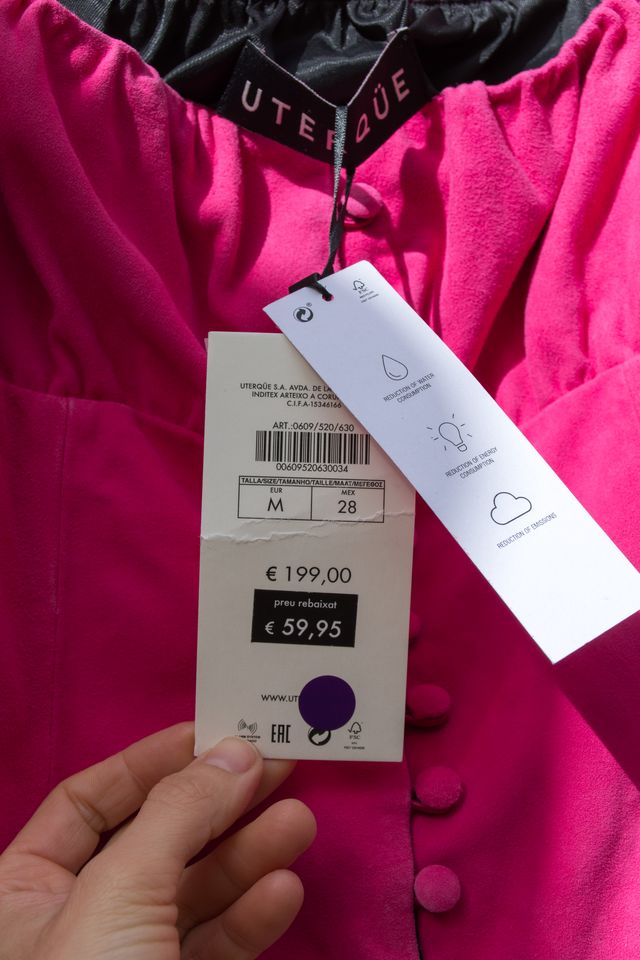 UTERQÜE
FSC
REDUCTION OF WATER
CONSUMPTION
REDUCTION OF ENERGY
CONSUMPTION
REDUCTION OF EMISSIONS
UTERQÜE S.A. AVDA. DE LA
INDITEX ARTEIXO A CORU
C.I.F.A-15346166
ART.:0609/520/630
00609520630034
TALLA/SIZE/TAMANHO/TAILLE/MAAT/ΜΕΓΕΘΟΣ
EUR MEX
M 28
€ 199,00
preu rebaixat
€ 59,95
WWW.UT
EAC
FSC